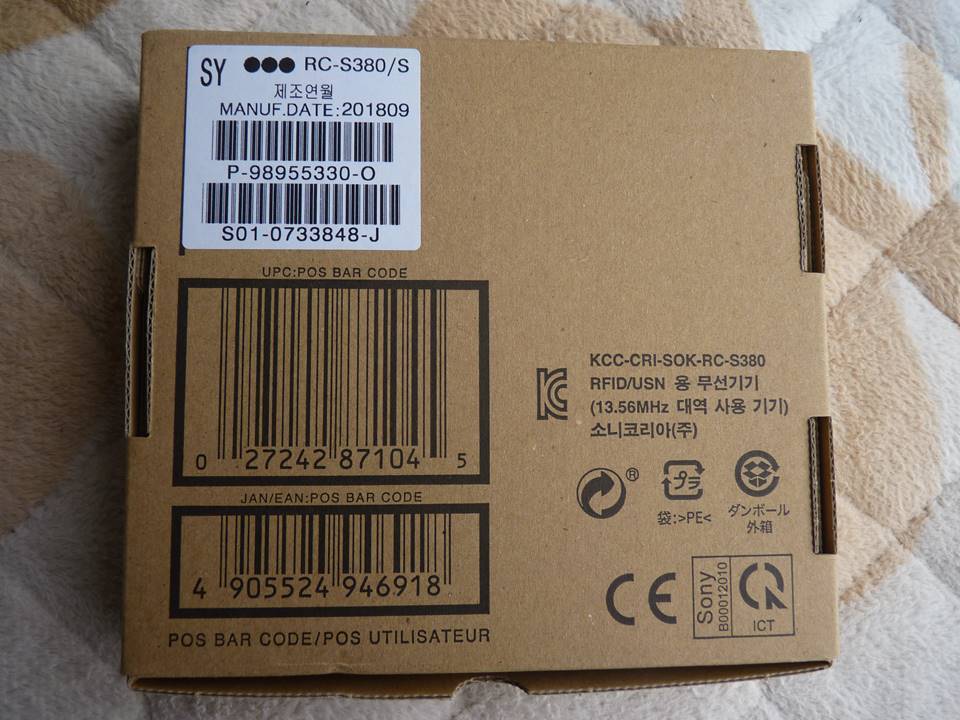 SY ●●● RC-S380/S
제조연월
MANUF.DATE:201809
P-98955330-O
S01-0733848-J
UPC:POS BAR CODE
0 27242 87104 5
JAN/EAN:POS BAR CODE
4 905524 946918
POS BAR CODE/POS UTILISATEUR
KCC-CRI-SOK-RC-S380
RFID/USN 용 무선기기
(13.56MHz 대역 사용 기기)
소니코리아(주)
®
プラ
袋:>PE<
ダンボール
外箱
CE
Sony
B00012010
ICT